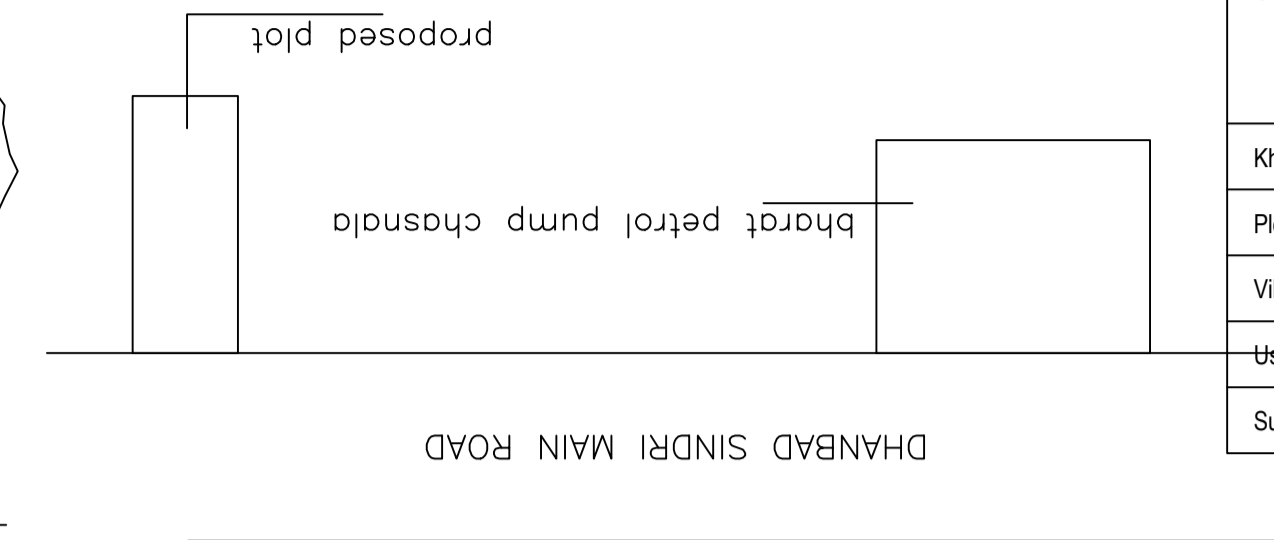 proposed plot
bharat petrol pump chasnala
DHANBAD SINDRI MAIN ROAD